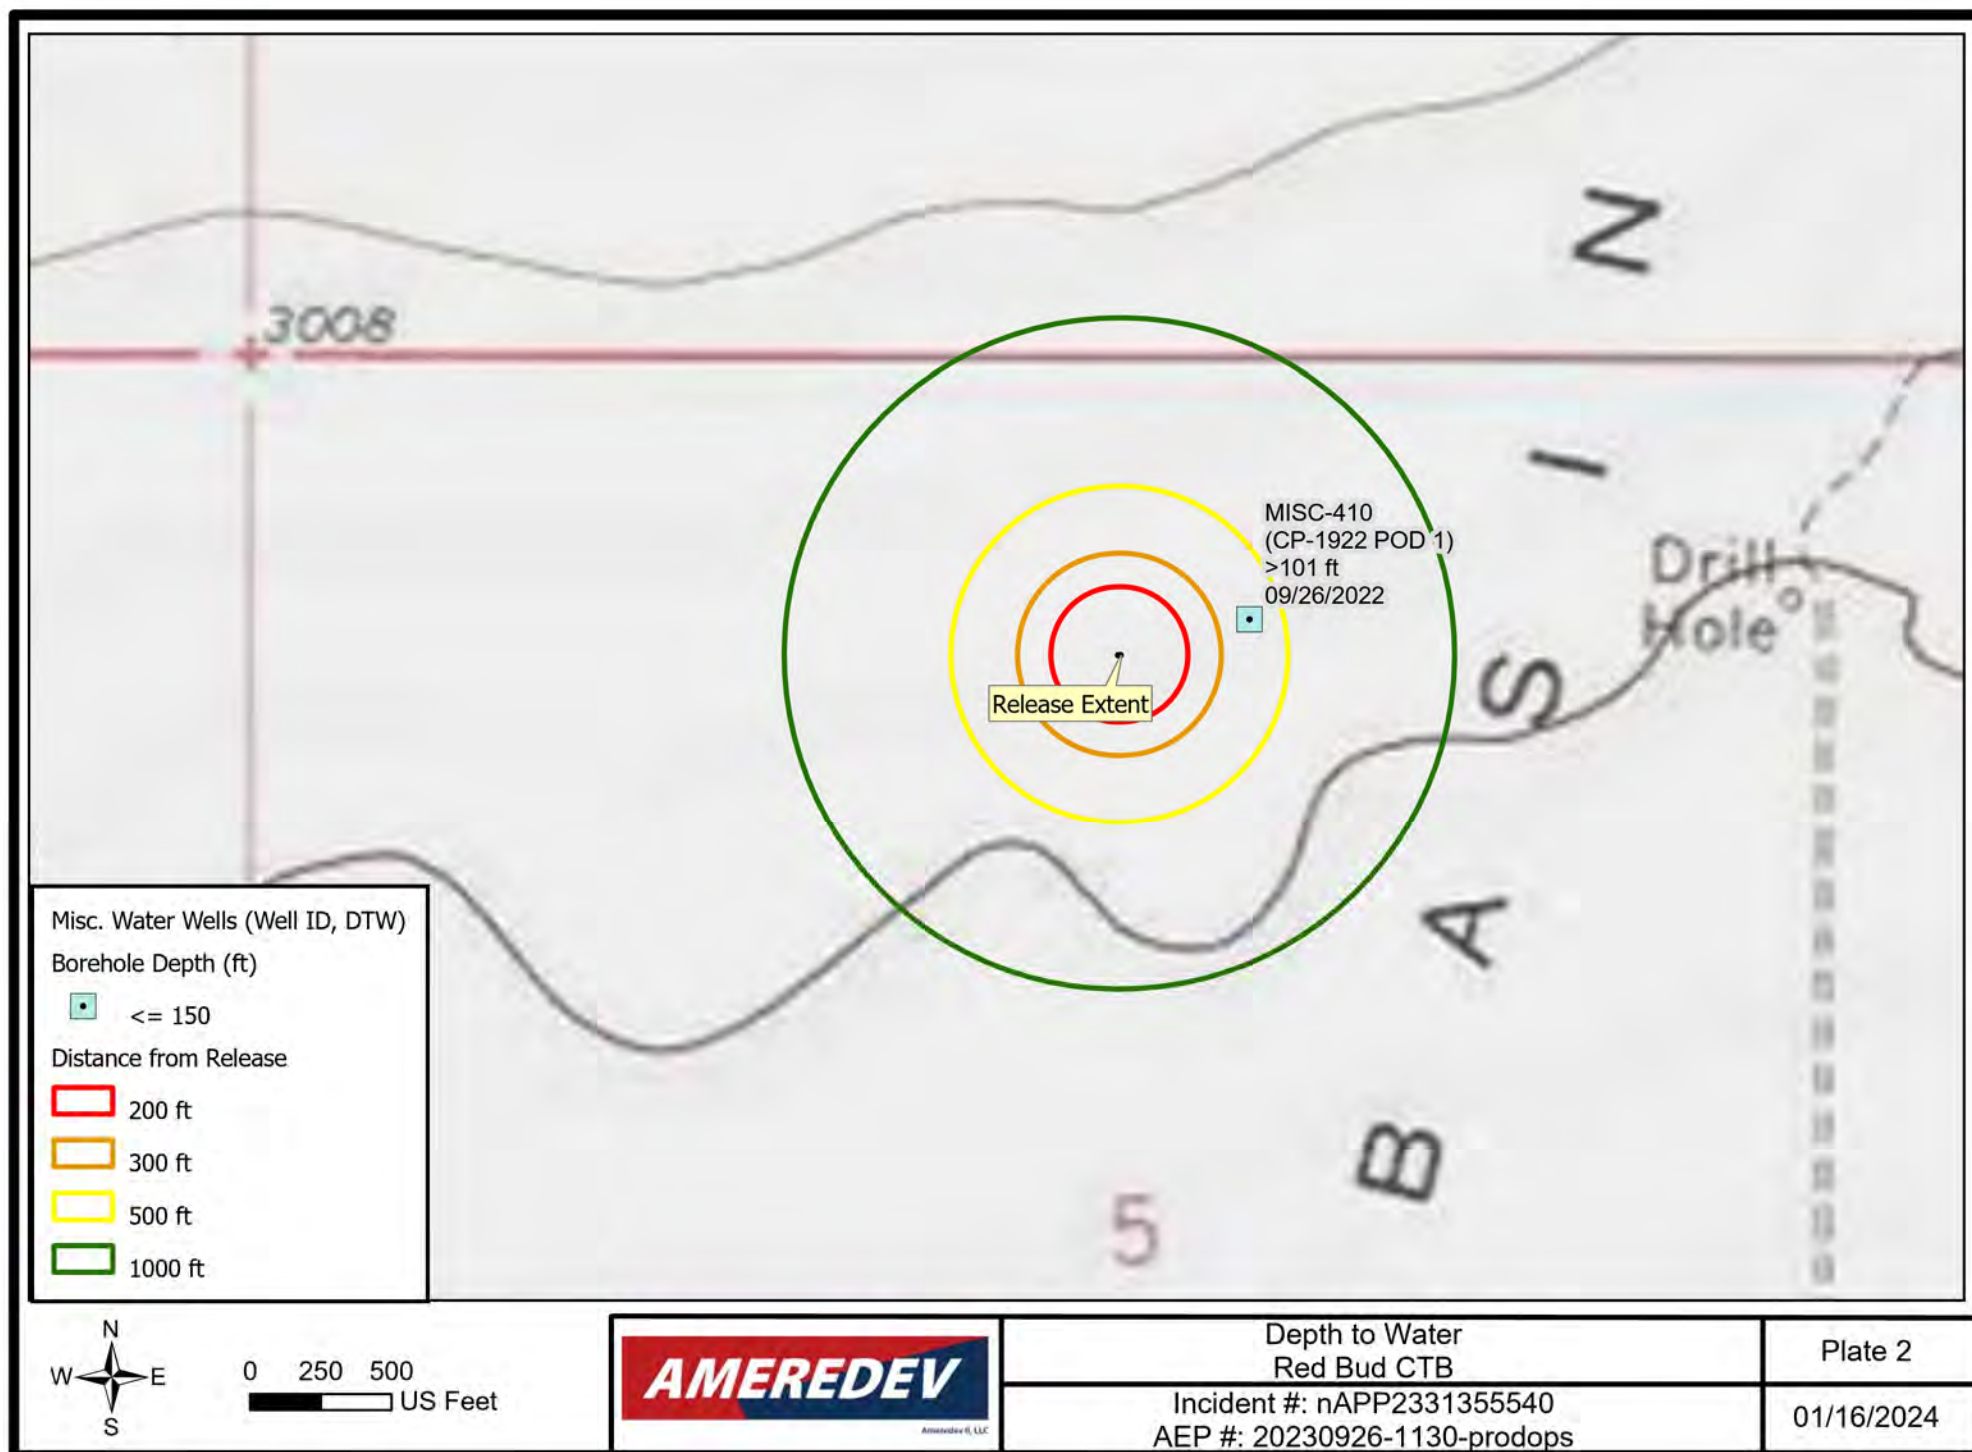 3008
N
I
S
A
B
MISC-410
(CP-1922 POD 1)
>101 ft
09/26/2022
Drill
Hole
Release Extent
5
Misc. Water Wells (Well ID, DTW)
Borehole Depth (ft)
<= 150
Distance from Release
200 ft
300 ft
500 ft
1000 ft
N
W E
S
0 250 500
US Feet
AMEREDEV
Ameredev II, LLC
Depth to Water
Red Bud CTB
Incident #: nAPP2331355540
AEP #: 20230926-1130-prodops
Plate 2
01/16/2024